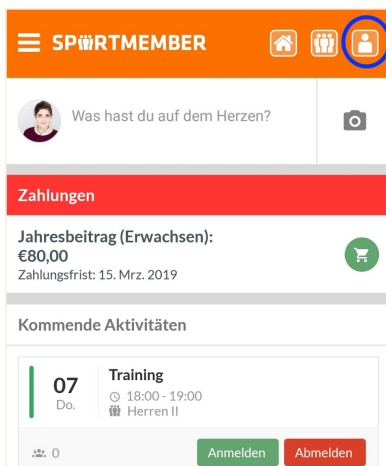 SPORTMEMBER
Was hast du auf dem Herzen?
Zahlungen
Jahresbeitrag (Erwachsen):
€80,00
Zahlungsfrist: 15. Mrz. 2019
Kommende Aktivitäten
07
Do.
Training
18:00 - 19:00
Herren II
0
Anmelden
Abmelden